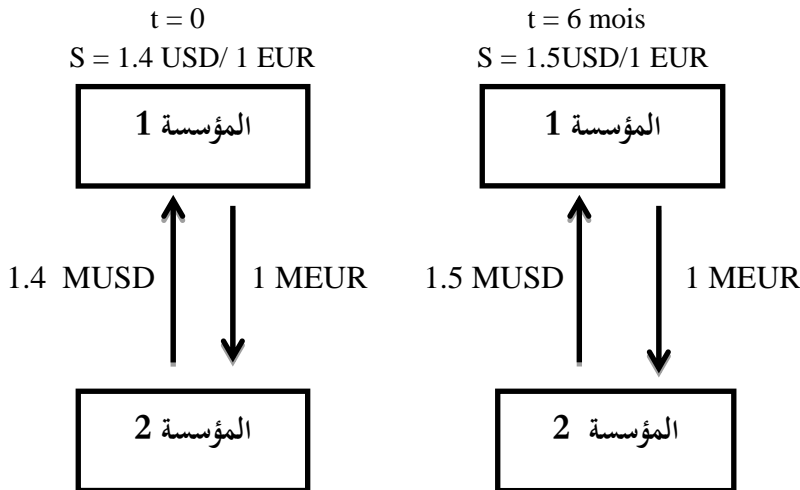 t = 0
S = 1.4 USD/ 1 EUR
المؤسسة 1
1.4 MUSD
1 MEUR
المؤسسة 2
t = 6 mois
S = 1.5USD/1 EUR
المؤسسة 1
1.5 MUSD
1 MEUR
المؤسسة 2